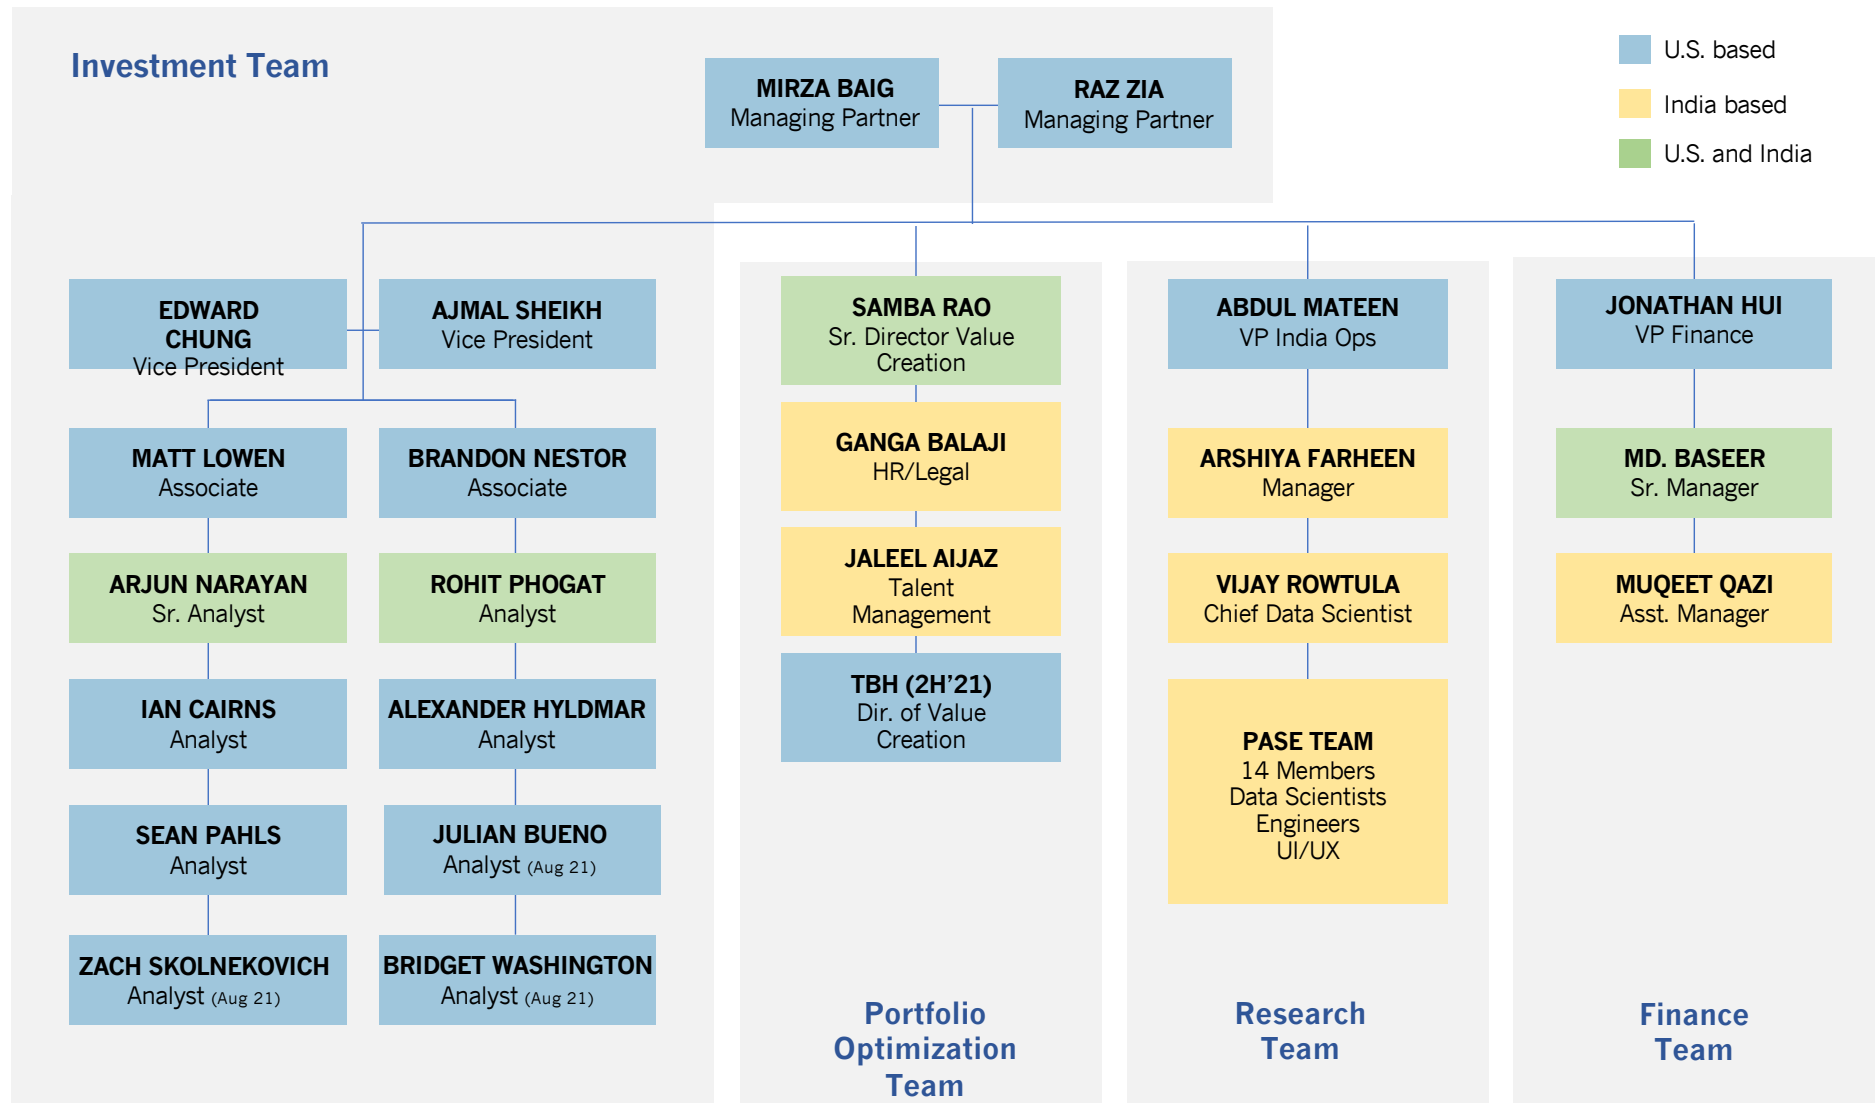 Investment Team
MIRZA BAIG
Managing Partner
RAZ ZIA
Managing Partner
U.S. based
India based
U.S. and India
EDWARD
CHUNG
Vice President
AJMAL SHEIKH
Vice President
MATT LOWEN
Associate
BRANDON NESTOR
Associate
ARJUN NARAYAN
Sr. Analyst
ROHIT PHOGAT
Analyst
IAN CAIRNS
Analyst
ALEXANDER HYLDMAR
Analyst
SEAN PAHLS
Analyst
JULIAN BUENO
Analyst (Aug 21)
ZACH SKOLNEKOVICH
Analyst (Aug 21)
BRIDGET WASHINGTON
Analyst (Aug 21)
SAMBA RAO
Sr. Director Value
Creation
GANGA BALAJI
HR/Legal
JALEEL AIJAZ
Talent
Management
TBH (2H’21)
Dir. of Value
Creation
Portfolio
Optimization
Team
ABDUL MATEEN
VP India Ops
ARSHIYA FARHEEN
Manager
VIJAY ROWTULA
Chief Data Scientist
PASE TEAM
14 Members
Data Scientists
Engineers
UI/UX
Research
Team
JONATHAN HUI
VP Finance
MD. BASEER
Sr. Manager
MUQEET QAZI
Asst. Manager
Finance
Team